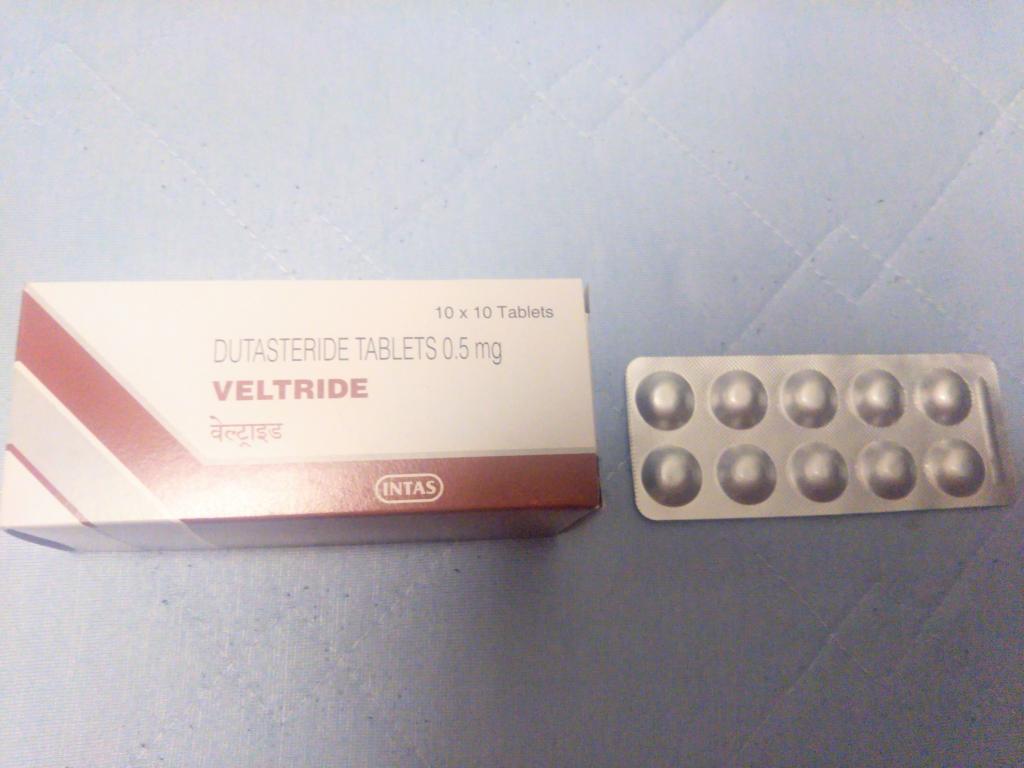 10 x 10 Tablets
DUTASTERIDE TABLETS 0.5 mg
VELTRIDE
वेल्ट्राइड
INTAS